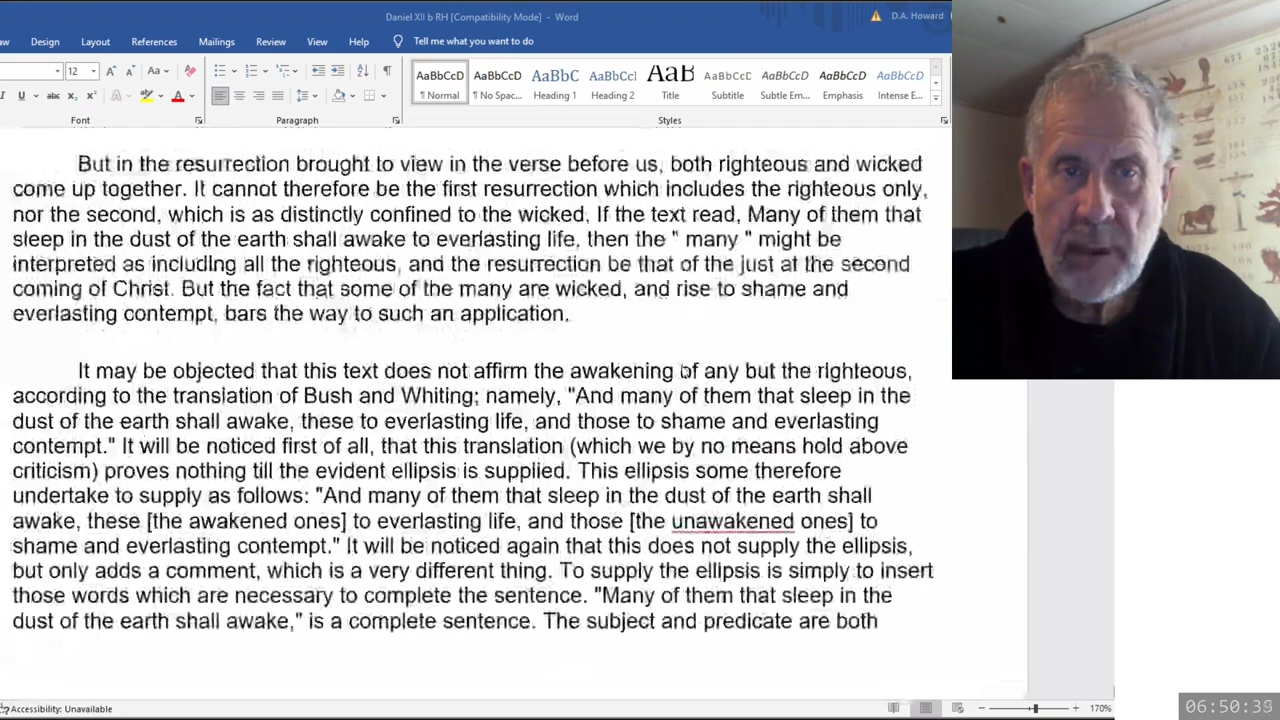 Daniel XII b RH [Compatibility Mode] - Word
D.A. Howard
aw Design Layout References Mailings Review View Help Tell me what you want to do
12 Aa
I U abc x₂ x² A A
AaBbCcD AaBbCcD AaBbC AaBbCcI AaB AaBbCcD AaBbCcD AaBbCcD AaBbCcD
¶ Normal ¶ No Spac... Heading 1 Heading 2 Title Subtitle Subtle Em... Emphasis Intense E...
Font Paragraph Styles
But in the resurrection brought to view in the verse before us, both righteous and wicked
come up together. It cannot therefore be the first resurrection which includes the righteous only,
nor the second, which is as distinctly confined to the wicked. If the text read, Many of them that
sleep in the dust of the earth shall awake to everlasting life, then the " many " might be
interpreted as including all the righteous, and the resurrection be that of the just at the second
coming of Christ. But the fact that some of the many are wicked, and rise to shame and
everlasting contempt, bars the way to such an application.
It may be objected that this text does not affirm the awakening of any but the righteous,
according to the translation of Bush and Whiting; namely, "And many of them that sleep in the
dust of the earth shall awake, these to everlasting life, and those to shame and everlasting
contempt." It will be noticed first of all, that this translation (which we by no means hold above
criticism) proves nothing till the evident ellipsis is supplied. This ellipsis some therefore
undertake to supply as follows: "And many of them that sleep in the dust of the earth shall
awake, these [the awakened ones] to everlasting life, and those [the unawakened ones] to
shame and everlasting contempt." It will be noticed again that this does not supply the ellipsis,
but only adds a comment, which is a very different thing. To supply the ellipsis is simply to insert
those words which are necessary to complete the sentence. "Many of them that sleep in the
dust of the earth shall awake," is a complete sentence. The subject and predicate are both
Accessibility: Unavailable
170%